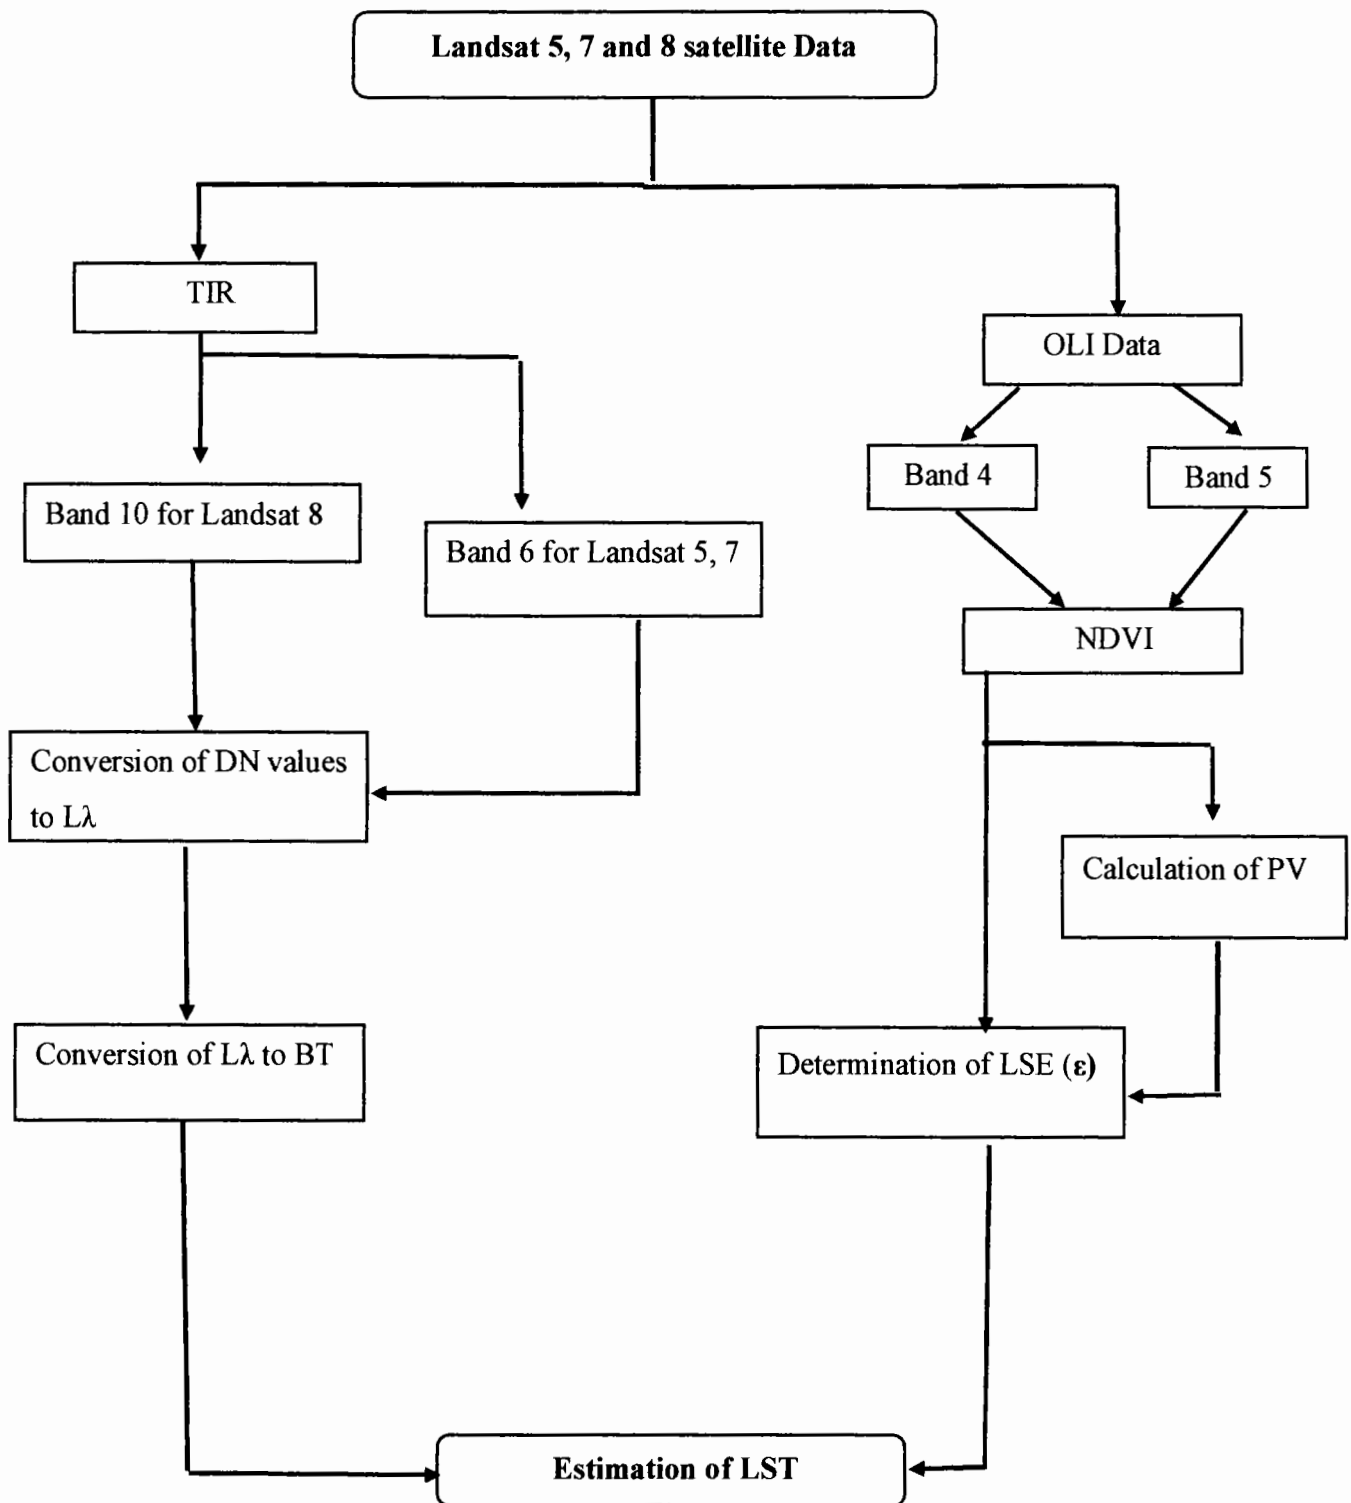 Landsat 5, 7 and 8 satellite Data
TIR
OLI Data
Band 4
Band 5
Band 10 for Landsat 8
Band 6 for Landsat 5, 7
NDVI
Conversion of DN values
to Lλ
Calculation of PV
Conversion of Lλ to BT
Determination of LSE (ε)
Estimation of LST